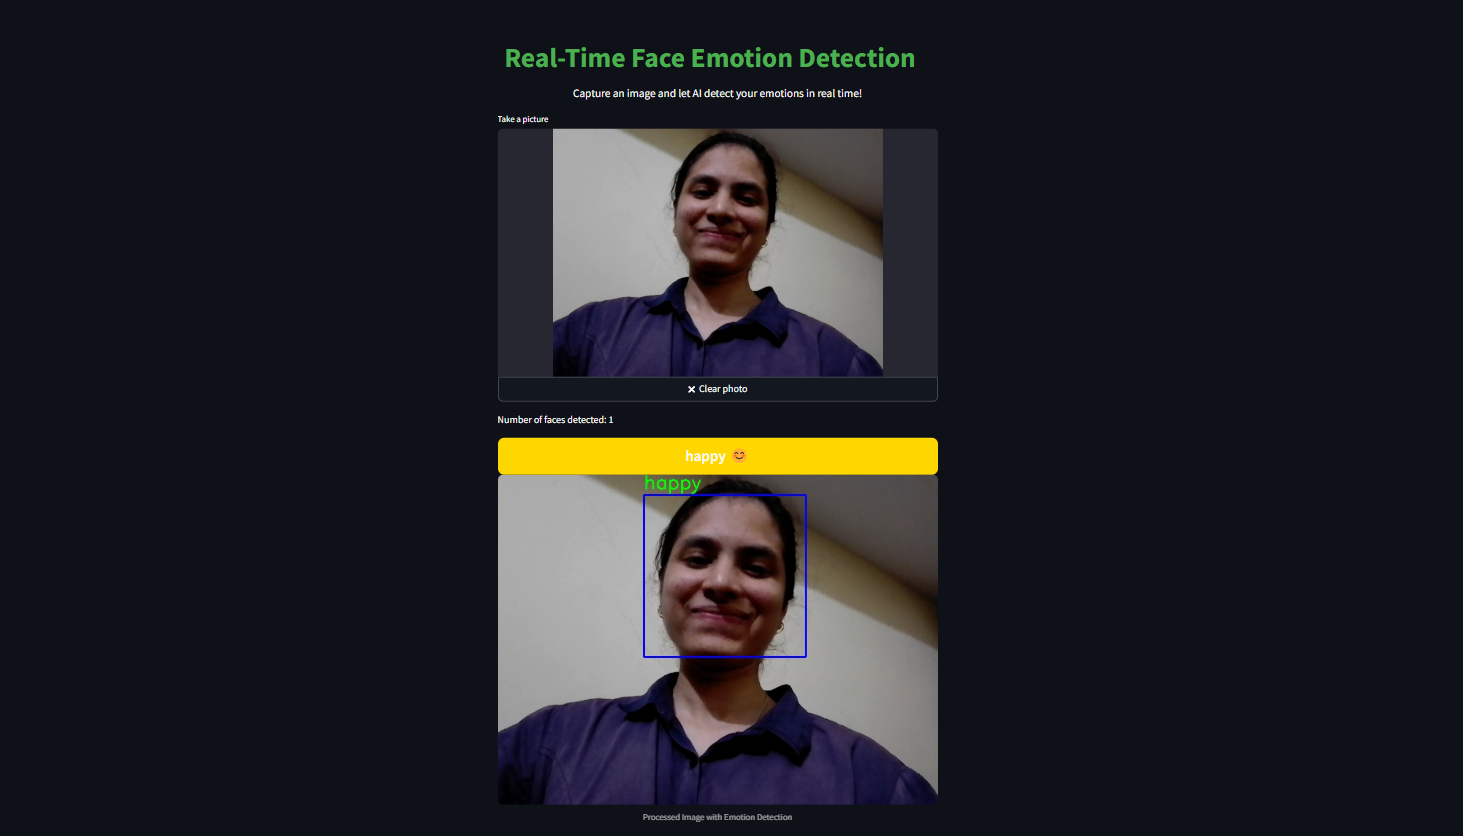 Real-Time Face Emotion Detection
Capture an image and let AI detect your emotions in real time!
Take a picture
✕ Clear photo
Number of faces detected: 1
happy 😊
happy
Processed Image with Emotion Detection